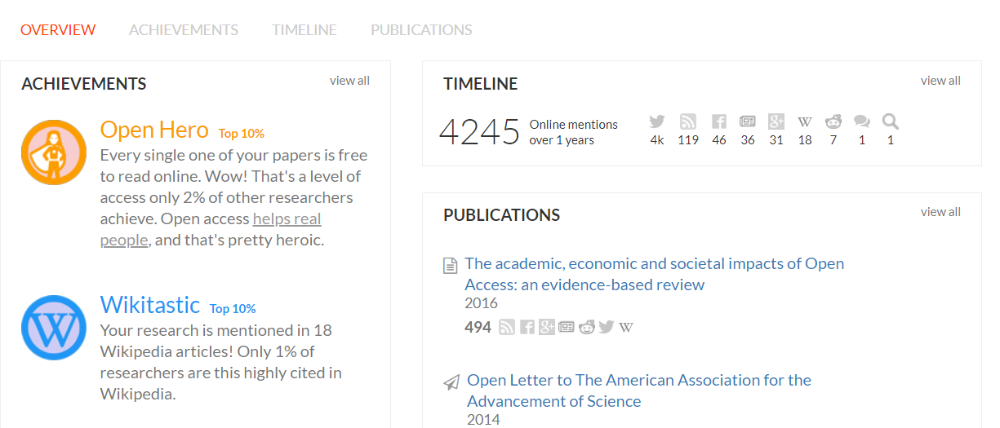 OVERVIEW ACHIEVEMENTS TIMELINE PUBLICATIONS
ACHIEVEMENTS view all
Open Hero Top 10%
Every single one of your papers is free
to read online. Wow! That's a level of
access only 2% of other researchers
achieve. Open access helps real
people, and that's pretty heroic.
W
Wikitastic Top 10%
Your research is mentioned in 18
Wikipedia articles! Only 1% of
researchers are this highly cited in
Wikipedia.
TIMELINE view all
4245 Online mentions
over 1 years
g+ W
4k 119 46 36 31 18 7 1 1
PUBLICATIONS view all
The academic, economic and societal impacts of Open
Access: an evidence-based review
2016
494 g+ W
Open Letter to The American Association for the
Advancement of Science
2014